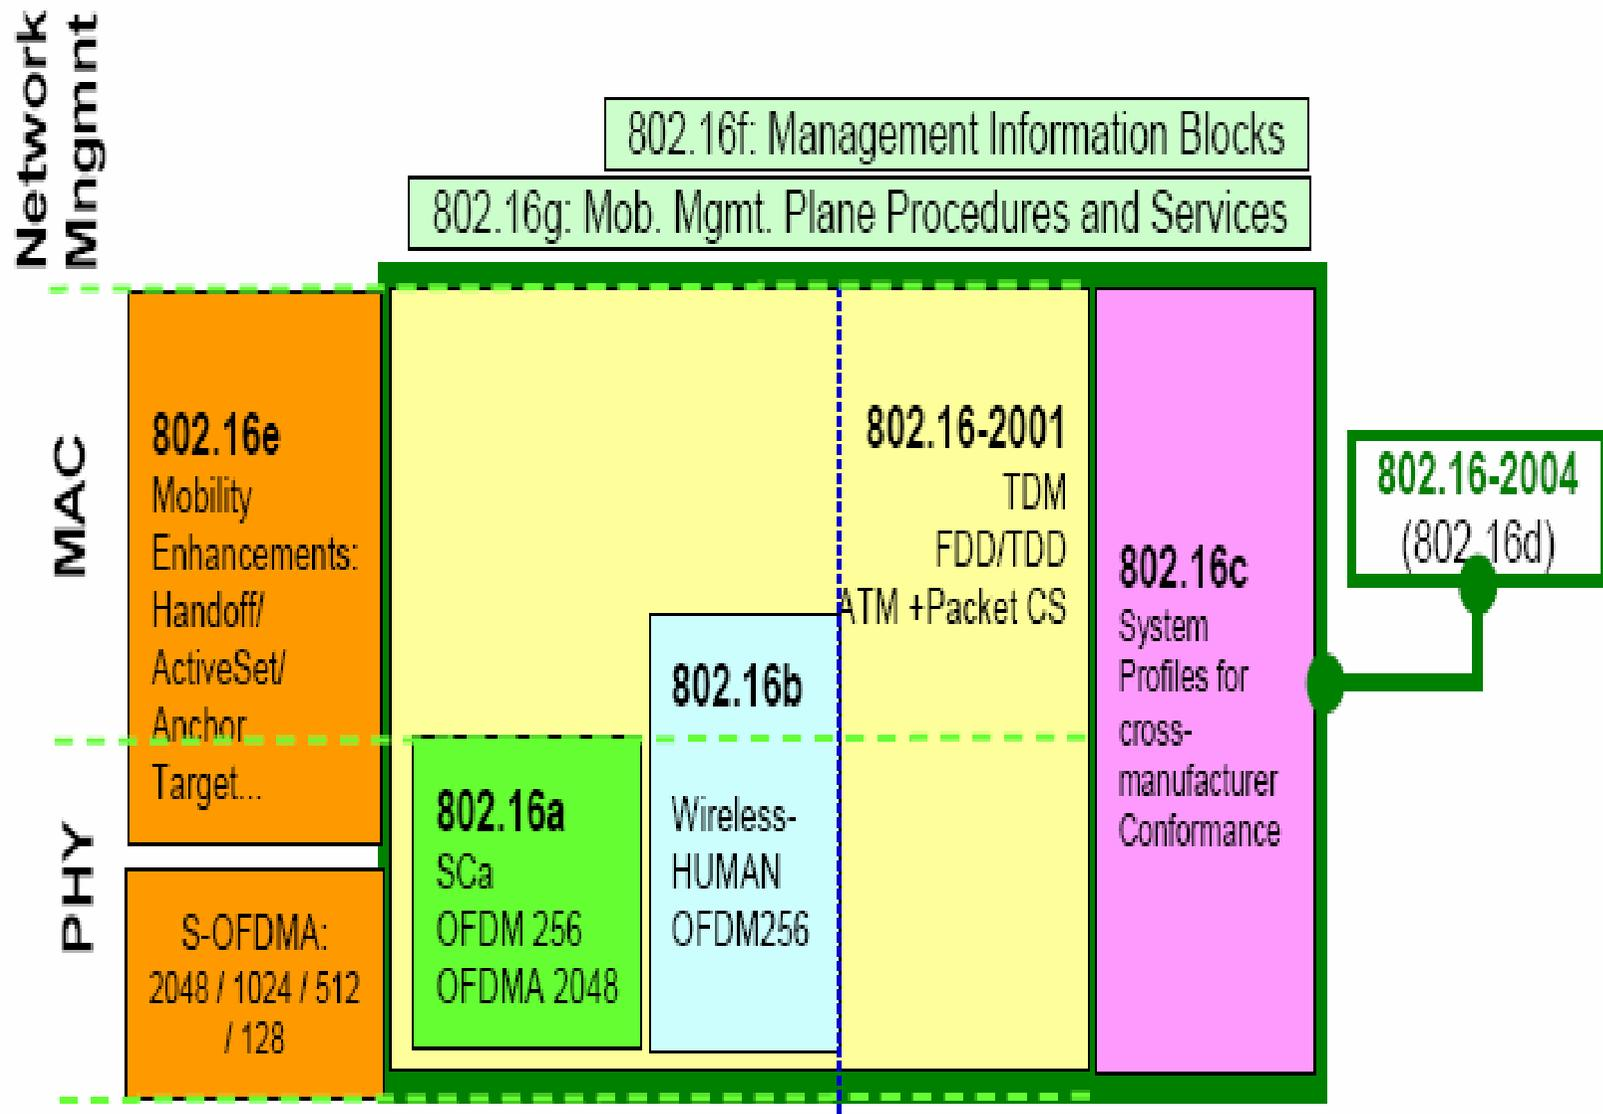 Network
Mngmnt
802.16f: Management Information Blocks
802.16g: Mob. Mgmt. Plane Procedures and Services
MAC
802.16e
Mobility
Enhancements:
Handoff/
ActiveSet/
Anchor
Target...
802.16-2001
TDM
FDD/TDD
ATM +Packet CS
802.16c
System
Profiles for
cross-
manufacturer
Conformance
802.16-2004
(802.16d)
802.16b
Wireless-
HUMAN
OFDM256
802.16a
SCa
OFDM 256
OFDMA 2048
PHY
S-OFDMA:
2048 / 1024 / 512
/ 128